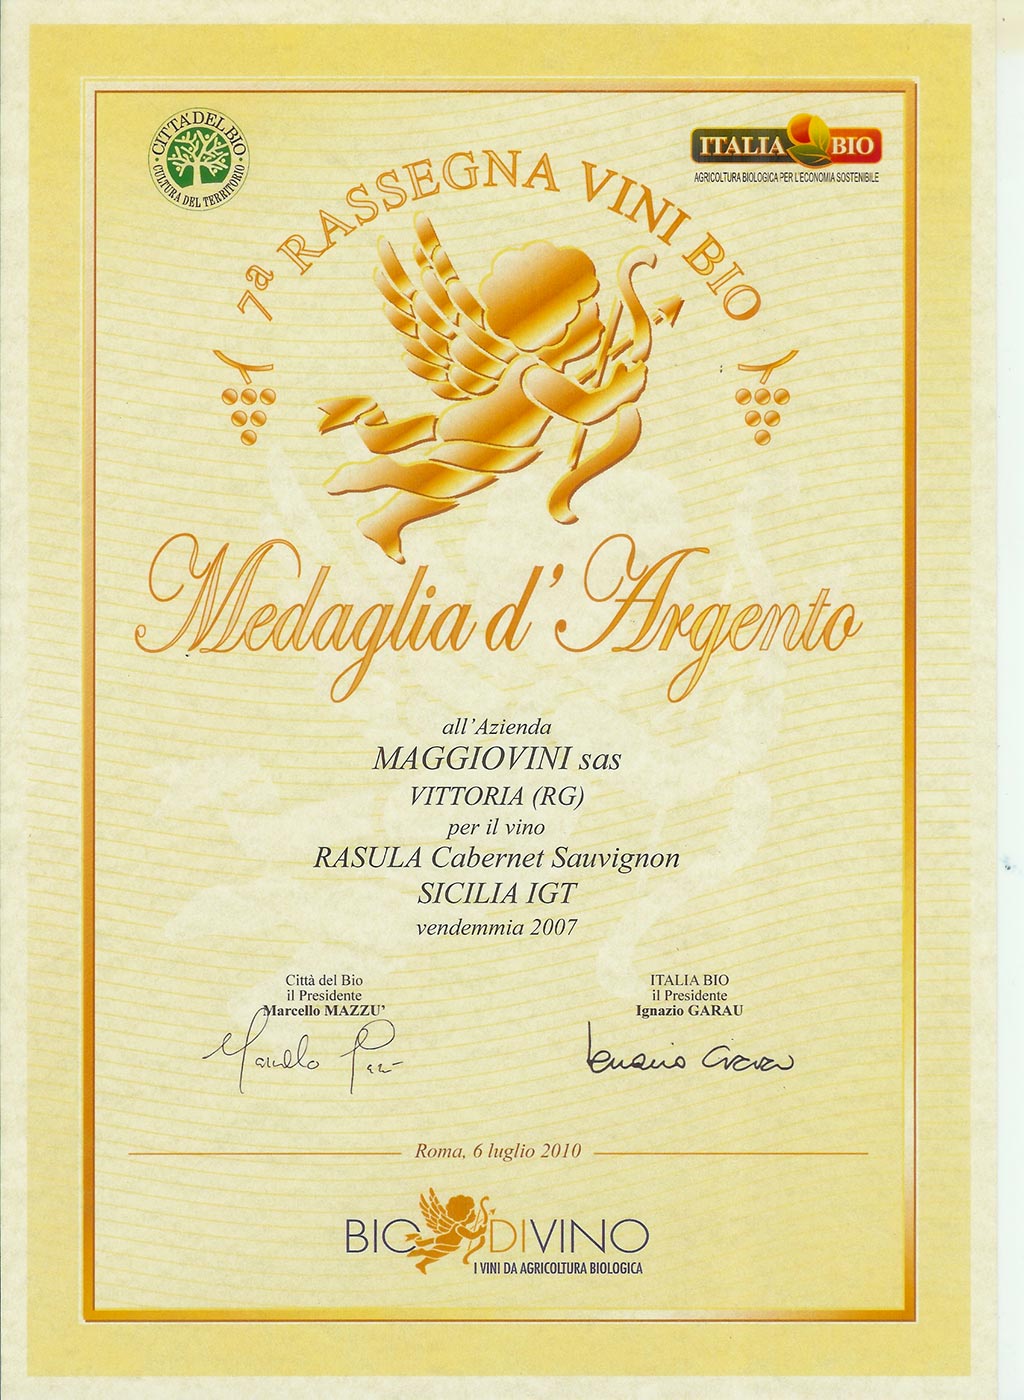 CITTÀ DEL BIO
CULTURA DEL TERRITORIO
ITALIA BIO
AGRICOLTURA BIOLOGICA PER L'ECONOMIA SOSTENIBILE
7a RASSEGNA VINI BIO
Medaglia d'Argento
all'Azienda
MAGGIOVINI sas
VITTORIA (RG)
per il vino
RASULA Cabernet Sauvignon
SICILIA IGT
vendemmia 2007
Città del Bio
il Presidente
Marcello MAZZU'
ITALIA BIO
il Presidente
Ignazio GARAU
Roma, 6 luglio 2010
BIODIVINO
I VINI DA AGRICOLTURA BIOLOGICA